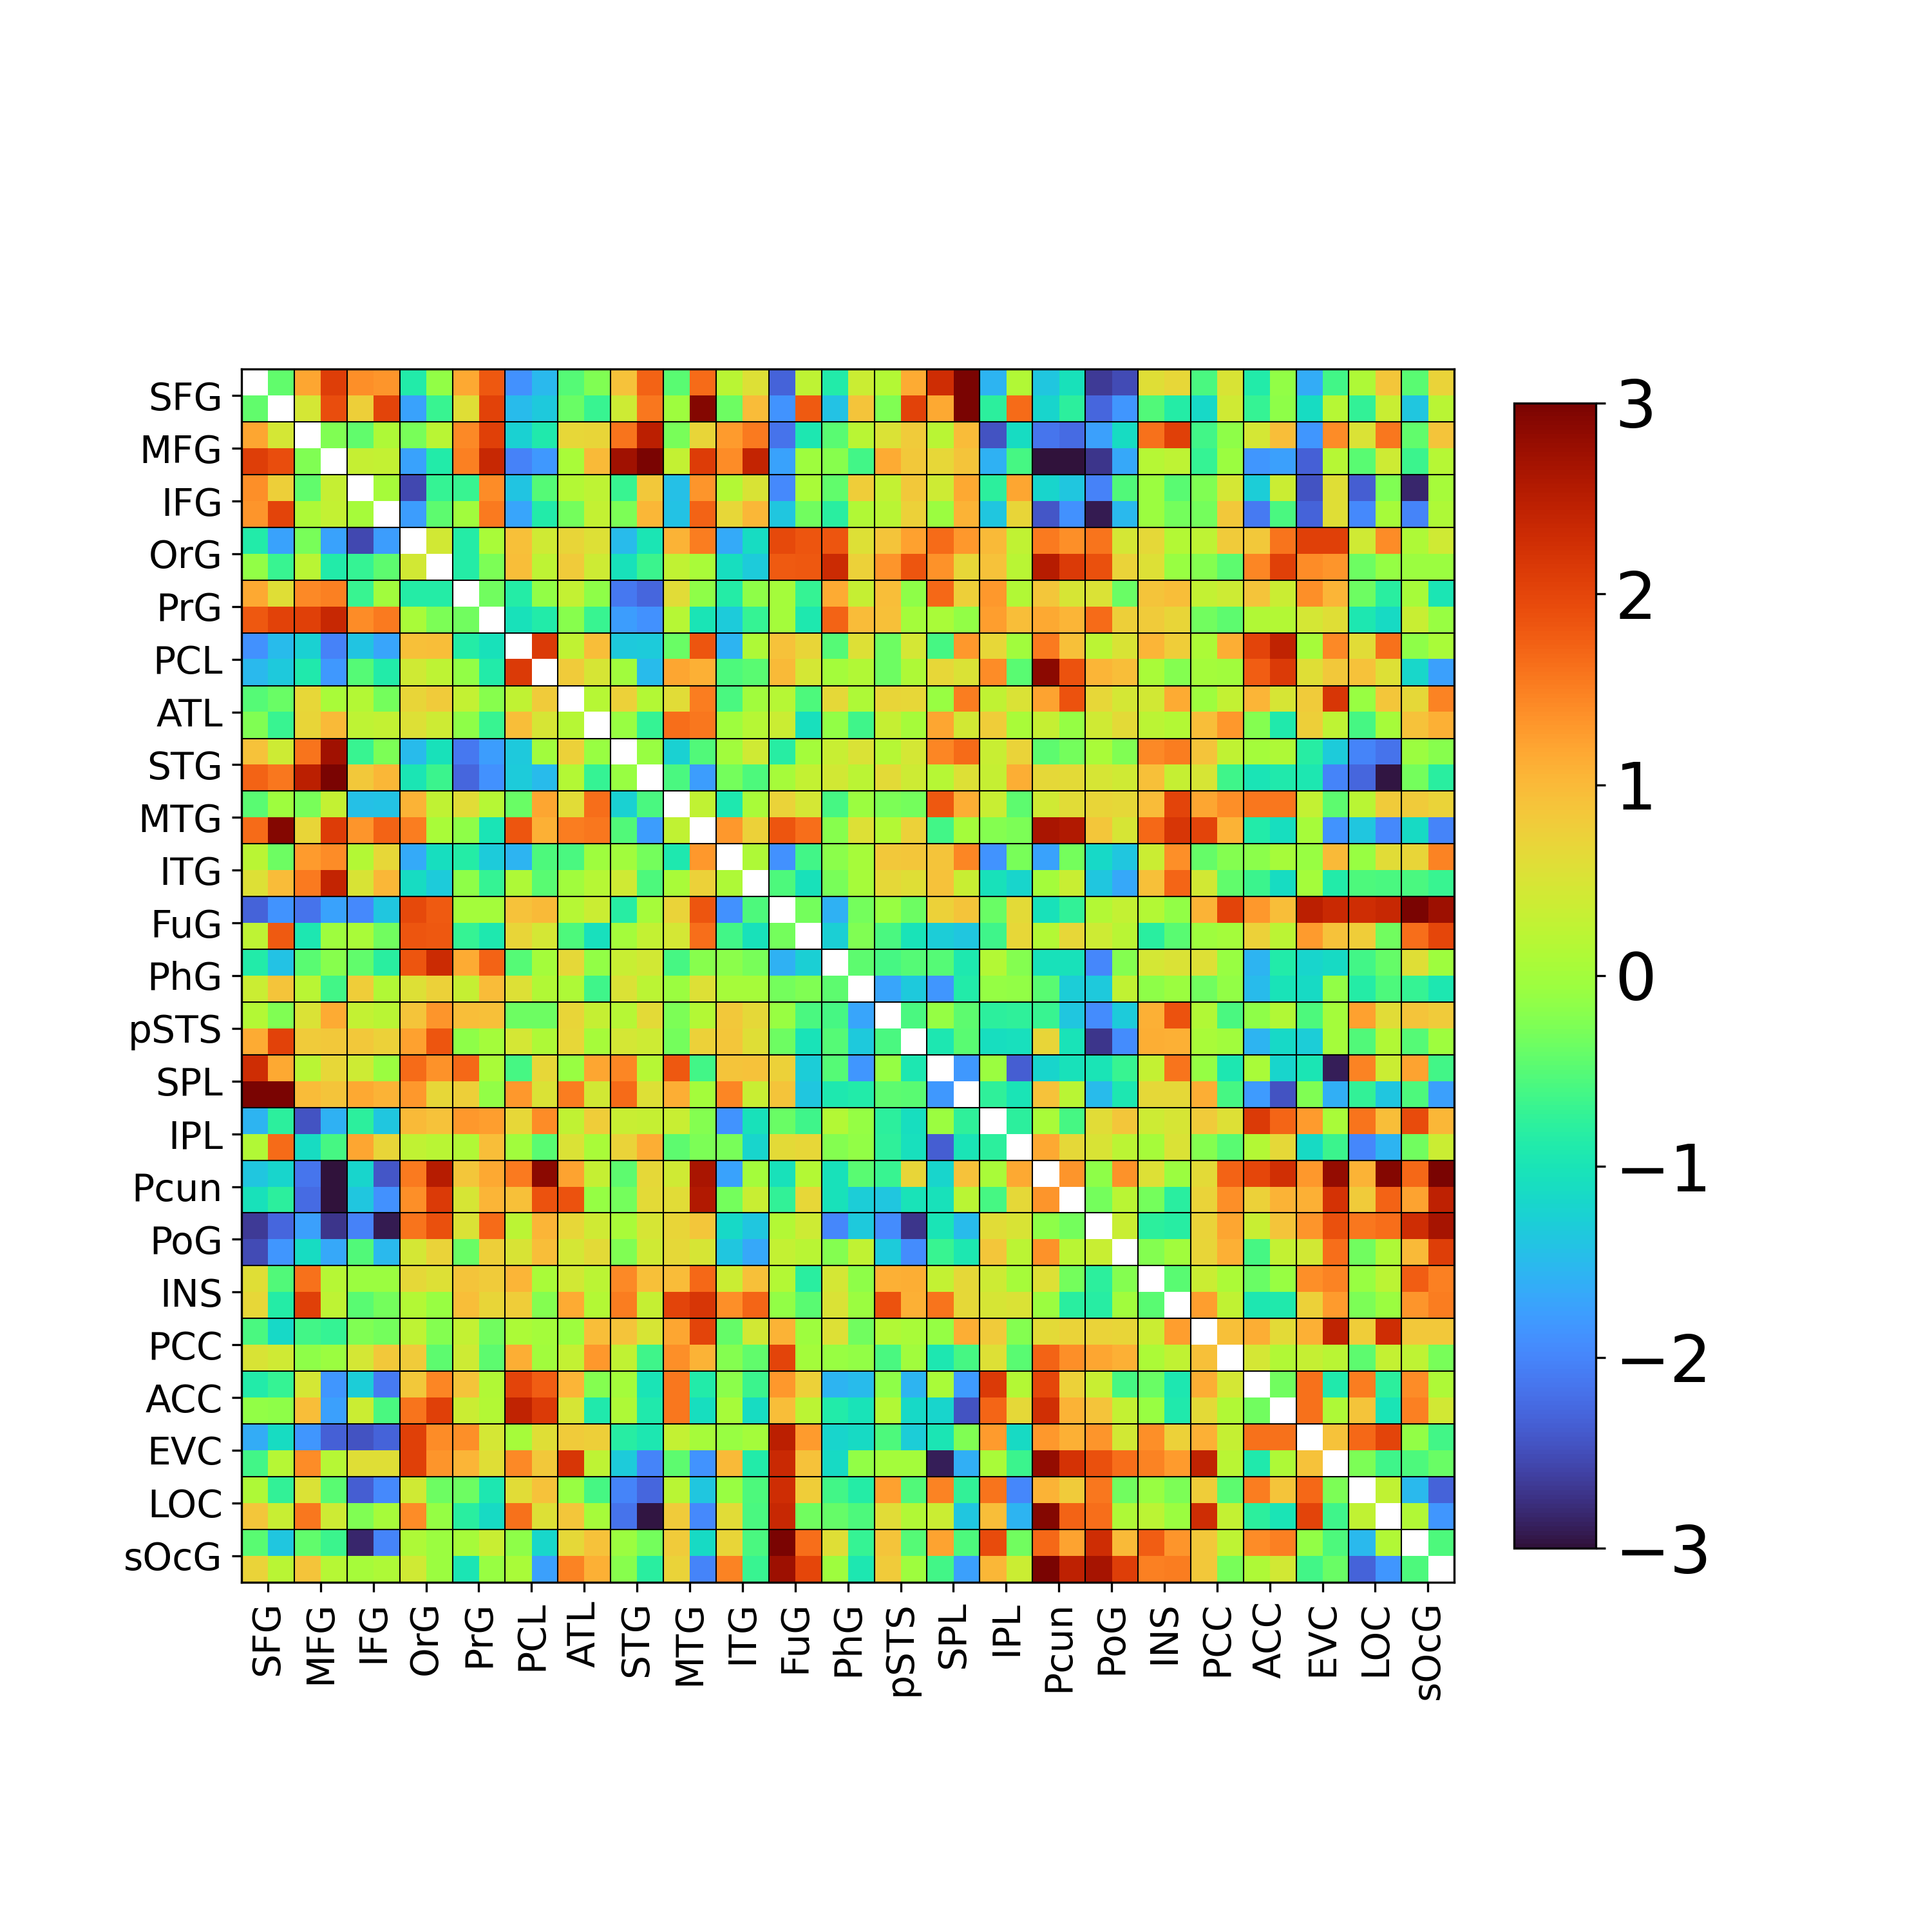 SFG
MFG
IFG
OrG
PrG
PCL
ATL
STG
MTG
ITG
FuG
PhG
pSTS
SPL
IPL
Pcun
PoG
INS
PCC
ACC
EVC
LOC
sOcG
SFG
MFG
IFG
OrG
PrG
PCL
ATL
STG
MTG
ITG
FuG
PhG
pSTS
SPL
IPL
Pcun
PoG
INS
PCC
ACC
EVC
LOC
sOcG
3
2
1
0
−1
−2
−3